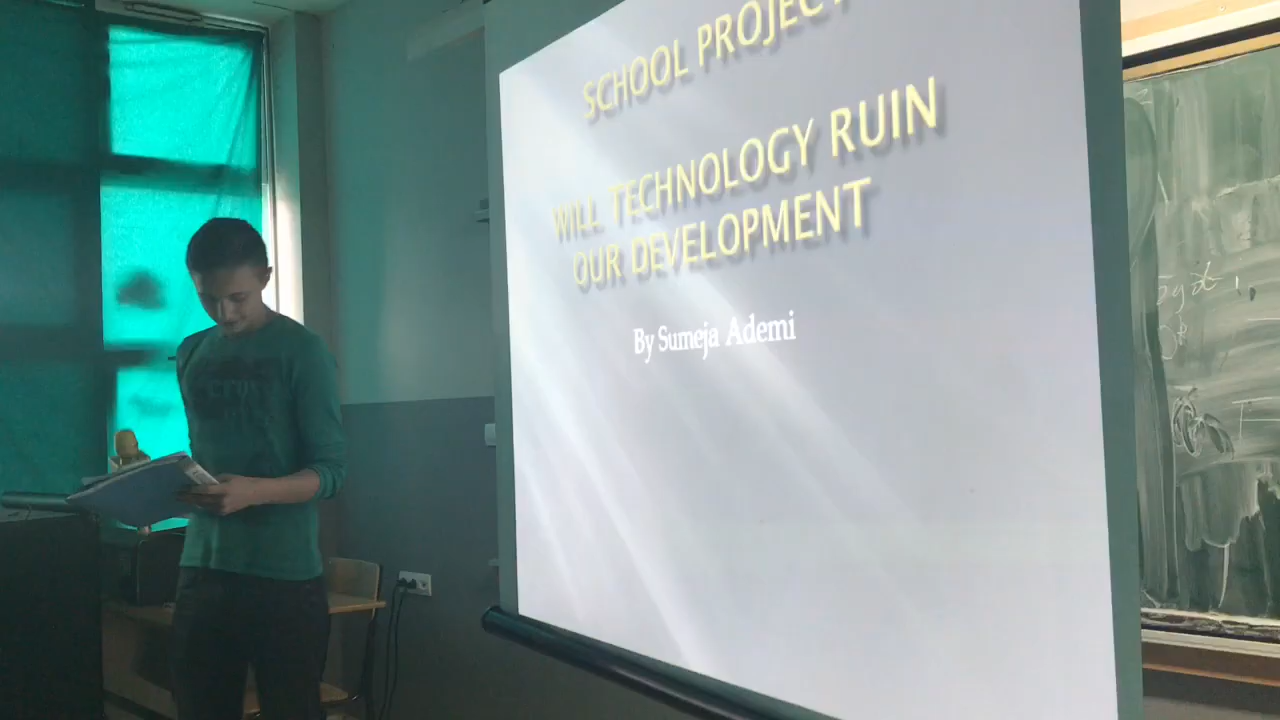 SCHOOL PROJECT
WILL TECHNOLOGY RUIN
OUR DEVELOPMENT
By Sumeja Ademi